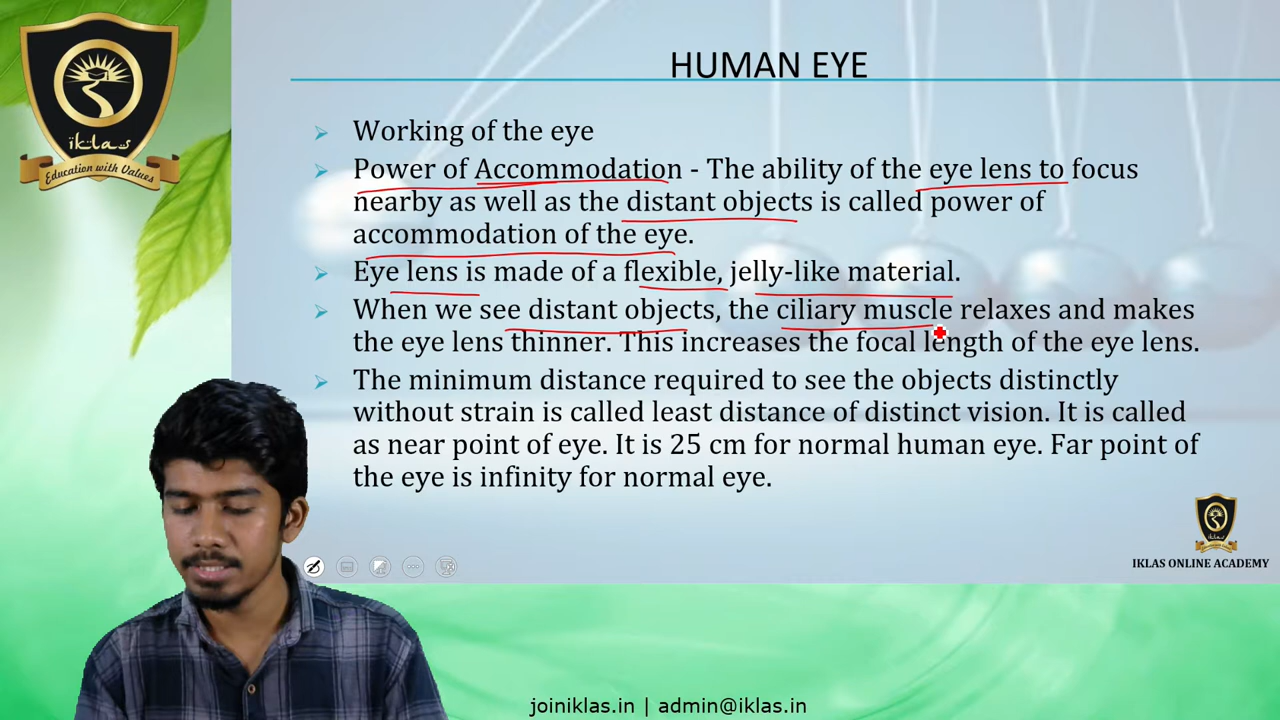 iklas
Education with Values
HUMAN EYE
Working of the eye
Power of Accommodation - The ability of the eye lens to focus
nearby as well as the distant objects is called power of
accommodation of the eye.
Eye lens is made of a flexible, jelly-like material.
When we see distant objects, the ciliary muscle relaxes and makes
the eye lens thinner. This increases the focal length of the eye lens.
The minimum distance required to see the objects distinctly
without strain is called least distance of distinct vision. It is called
as near point of eye. It is 25 cm for normal human eye. Far point of
the eye is infinity for normal eye.
IKLAS ONLINE ACADEMY
joiniklas.in | admin@iklas.in